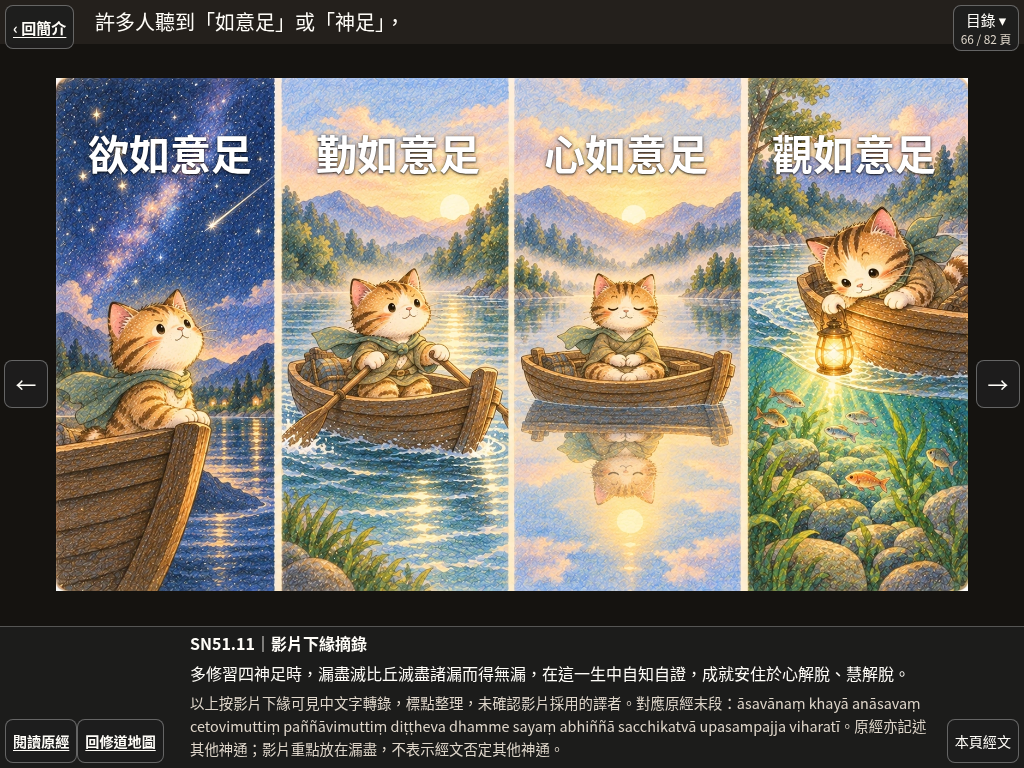 ‹ 回簡介
許多人聽到「如意足」或「神足」，
目錄 ▾
66 / 82 頁
欲如意足
勤如意足
心如意足
觀如意足
←
→
SN51.11｜影片下緣摘錄
多修習四神足時，漏盡滅比丘滅盡諸漏而得無漏，在這一生中自知自證，成就安住於心解脫、慧解脫。
以上按影片下緣可見中文字轉錄，標點整理，未確認影片採用的譯者。對應原經末段：āsavānaṃ khayā anāsavaṃ
cetovimuttiṃ paññāvimuttiṃ diṭṭheva dhamme sayaṃ abhiññā sacchikatvā upasampajja viharatī。原經亦記述
其他神通；影片重點放在漏盡，不表示經文否定其他神通。
閱讀原經
回修道地圖
本頁經文